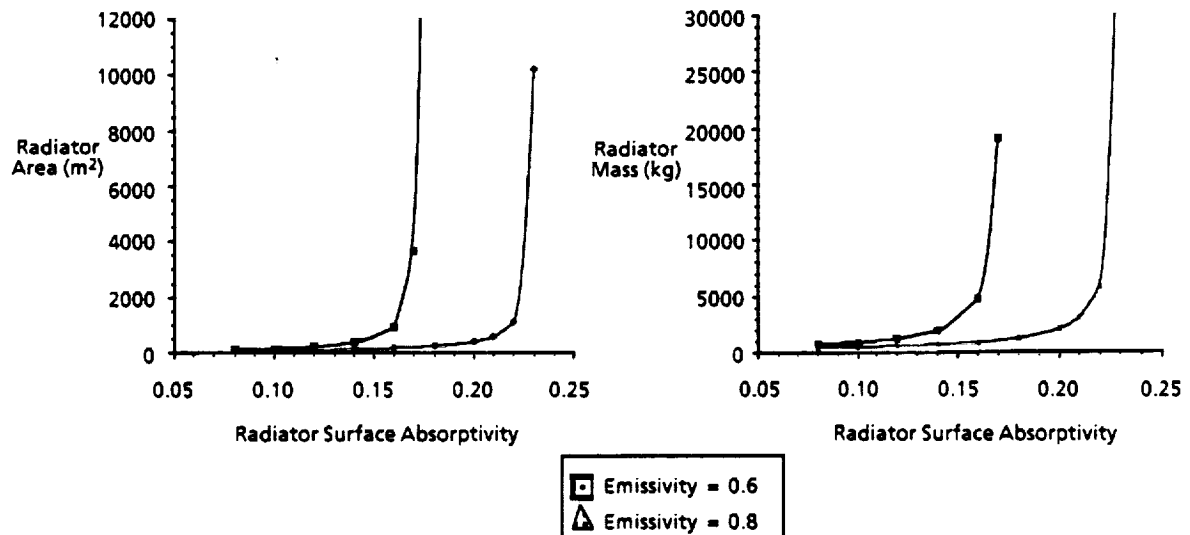 12000
10000
8000
6000
4000
2000
0
Radiator
Area (m²)
0.05 0.10 0.15 0.20 0.25
Radiator Surface Absorptivity
30000
25000
20000
15000
10000
5000
0
Radiator
Mass (kg)
0.05 0.10 0.15 0.20 0.25
Radiator Surface Absorptivity
Emissivity = 0.6
Emissivity = 0.8